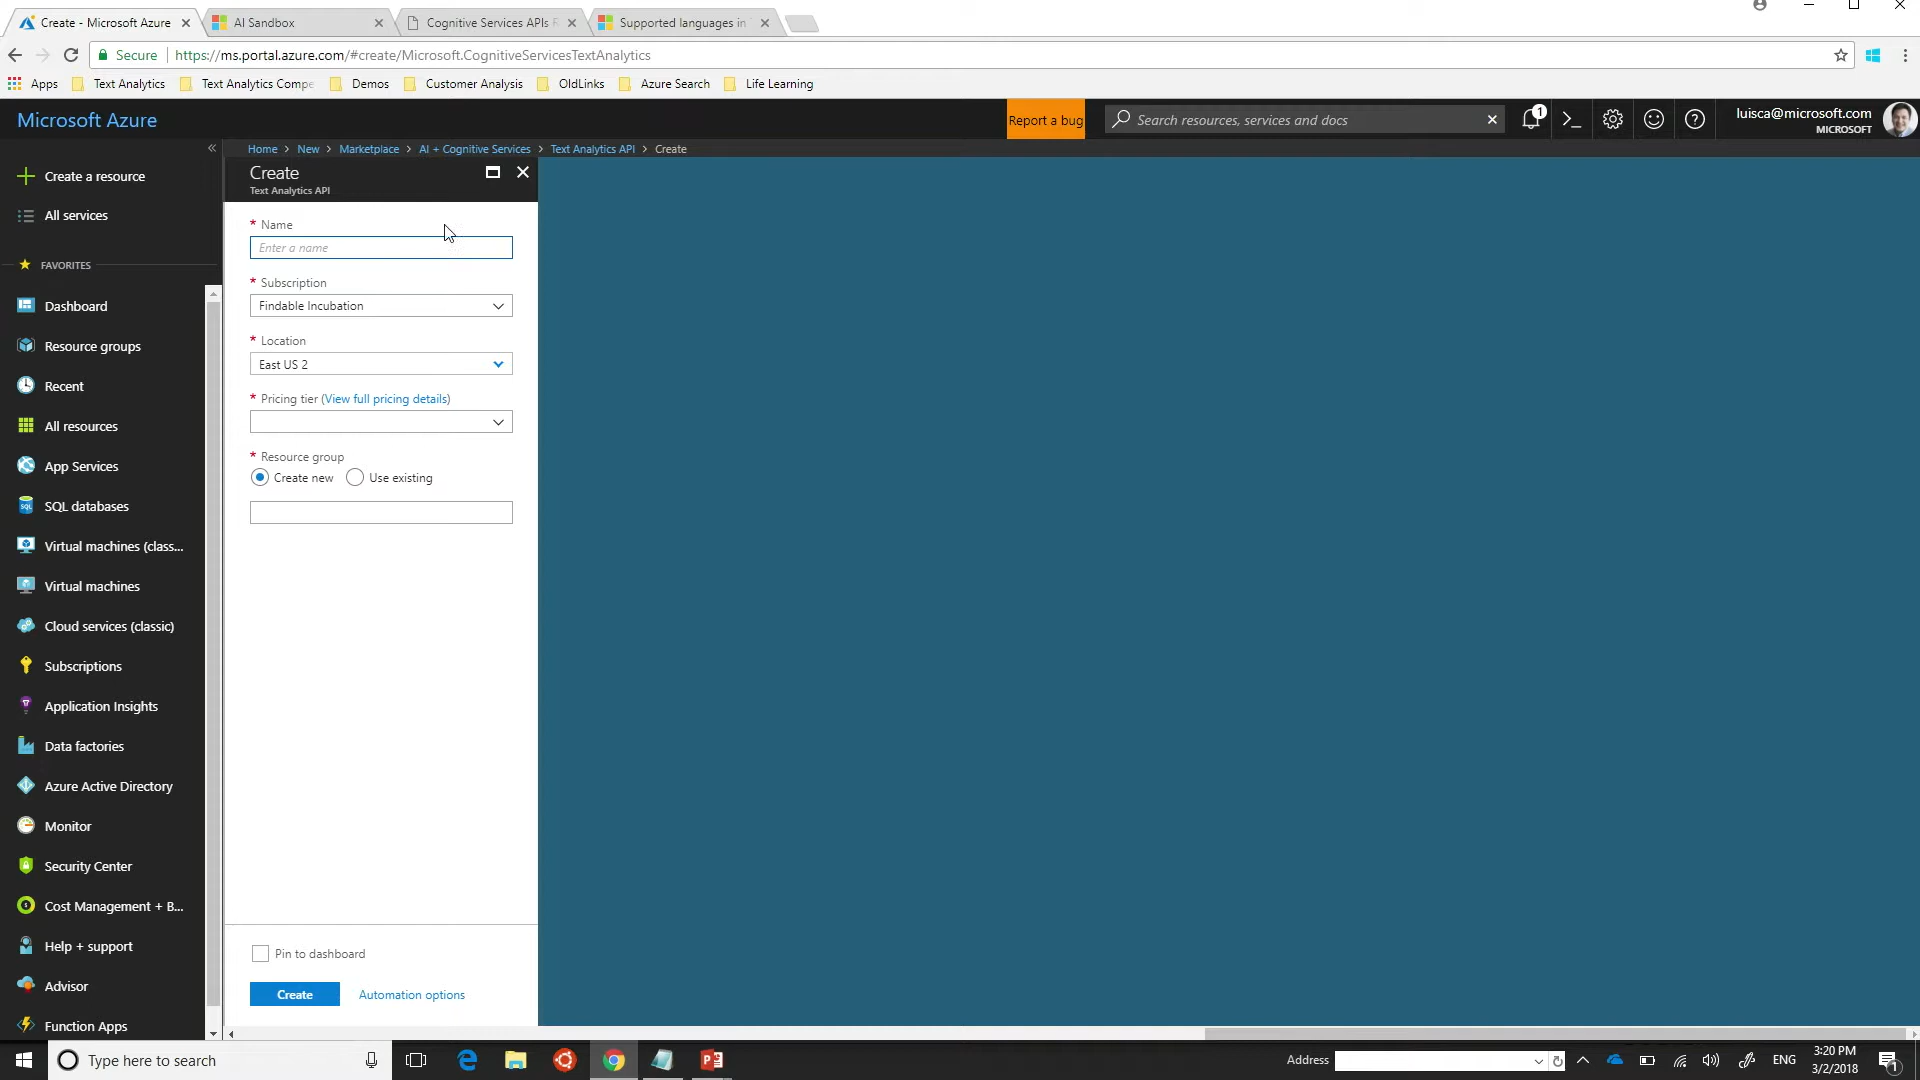 Create - Microsoft Azure
AI Sandbox
Cognitive Services APIs
Supported languages in
Secure
https://ms.portal.azure.com/#create/Microsoft.CognitiveServicesTextAnalytics
Apps
Text Analytics
Text Analytics Compe
Demos
Customer Analysis
OldLinks
Azure Search
Life Learning
Microsoft Azure
Report a bug
Search resources, services and docs
1
luisca@microsoft.com
MICROSOFT
Home > New > Marketplace > AI + Cognitive Services > Text Analytics API > Create
Create a resource
All services
FAVORITES
Dashboard
Resource groups
Recent
All resources
App Services
SQL databases
Virtual machines (class...
Virtual machines
Cloud services (classic)
Subscriptions
Application Insights
Data factories
Azure Active Directory
Monitor
Security Center
Cost Management + B...
Help + support
Advisor
Function Apps
Create
Text Analytics API
* Name
Enter a name
* Subscription
Findable Incubation
* Location
East US 2
* Pricing tier (View full pricing details)
* Resource group
Create new
Use existing
Pin to dashboard
Create
Automation options
Type here to search
Address
ENG
3:20 PM
3/2/2018
1